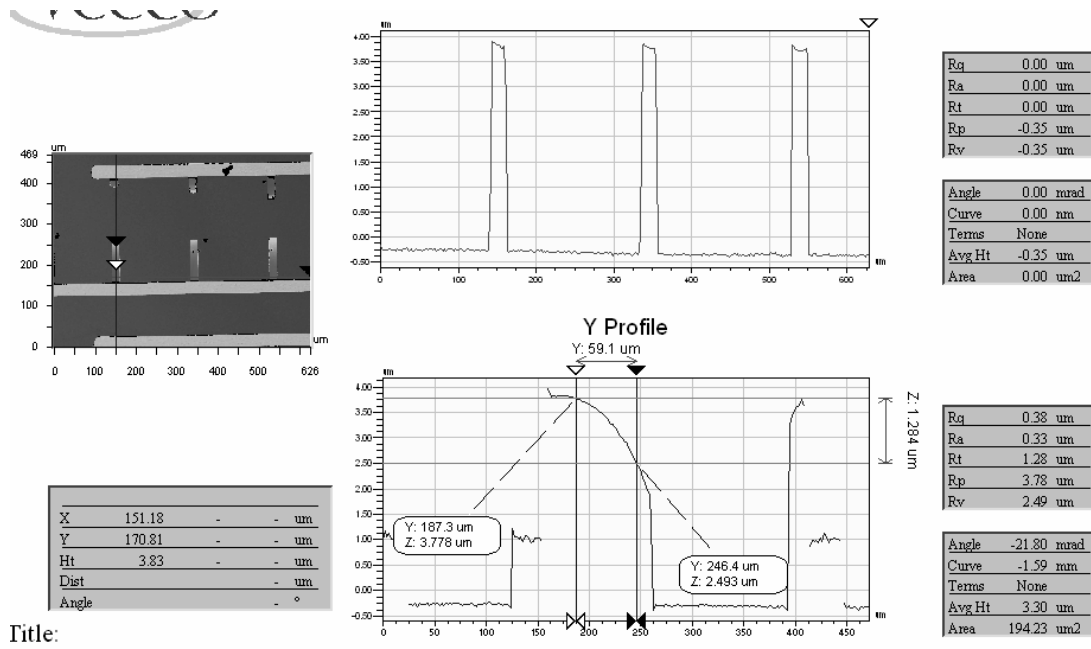 Veeco
um
4.00
3.50
3.00
2.50
2.00
1.50
1.00
0.50
0.00
-0.50
0 100 200 300 400 500 600
um
Rq 0.00 um
Ra 0.00 um
Rt 0.00 um
Rp -0.35 um
Rv -0.35 um
Angle 0.00 mrad
Curve 0.00 nm
Terms None
Avg Ht -0.35 um
Area 0.00 um2
um
469
400
300
200
100
0
um
0 100 200 300 400 500 626
Y Profile
Y: 59.1 um
um
4.00
3.50
3.00
2.50
2.00
1.50
1.00
0.50
0.00
-0.50
0 50 100 150 200 250 300 350 400 450
um
Z: 1.284 um
Y: 187.3 um
Z: 3.778 um
Y: 246.4 um
Z: 2.493 um
X 151.18 - - um
Y 170.81 - - um
Ht 3.83 - - um
Dist - um
Angle - °
Rq 0.38 um
Ra 0.33 um
Rt 1.28 um
Rp 3.78 um
Rv 2.49 um
Angle -21.80 mrad
Curve -1.59 mm
Terms None
Avg Ht 3.30 um
Area 194.23 um2
Title: